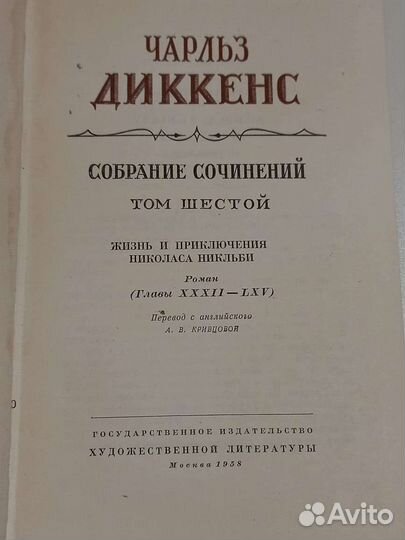 ЧАРЛЬЗ
ДИККЕНС
СОБРАНИЕ СОЧИНЕНИЙ
ТОМ ШЕСТОЙ
ЖИЗНЬ И ПРИКЛЮЧЕНИЯ
НИКОЛАСА НИКЛЬБИ
Роман
(Главы XXXII—LXV)
Перевод с английского
А. В. КРИВЦОВОЙ
ГОСУДАРСТВЕННОЕ ИЗДАТЕЛЬСТВО
ХУДОЖЕСТВЕННОЙ ЛИТЕРАТУРЫ
Москва 1958
Avito